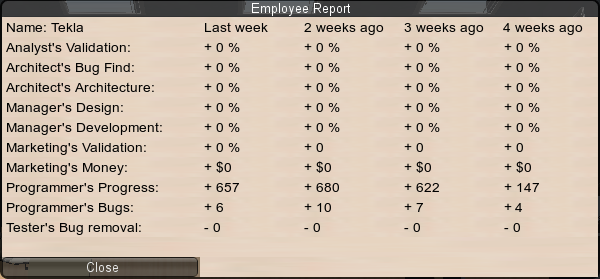 Employee Report
Name: Tekla Last week 2 weeks ago 3 weeks ago 4 weeks ago
Analyst's Validation: + 0 % + 0 % + 0 % + 0 %
Architect's Bug Find: + 0 % + 0 % + 0 % + 0 %
Architect's Architecture: + 0 % + 0 % + 0 % + 0 %
Manager's Design: + 0 % + 0 % + 0 % + 0 %
Manager's Development: + 0 % + 0 % + 0 % + 0 %
Marketing's Validation: + 0 % + 0 + 0 + 0
Marketing's Money: + $0 + $0 + $0 + $0
Programmer's Progress: + 657 + 680 + 622 + 147
Programmer's Bugs: + 6 + 10 + 7 + 4
Tester's Bug removal: - 0 - 0 - 0 - 0
Close